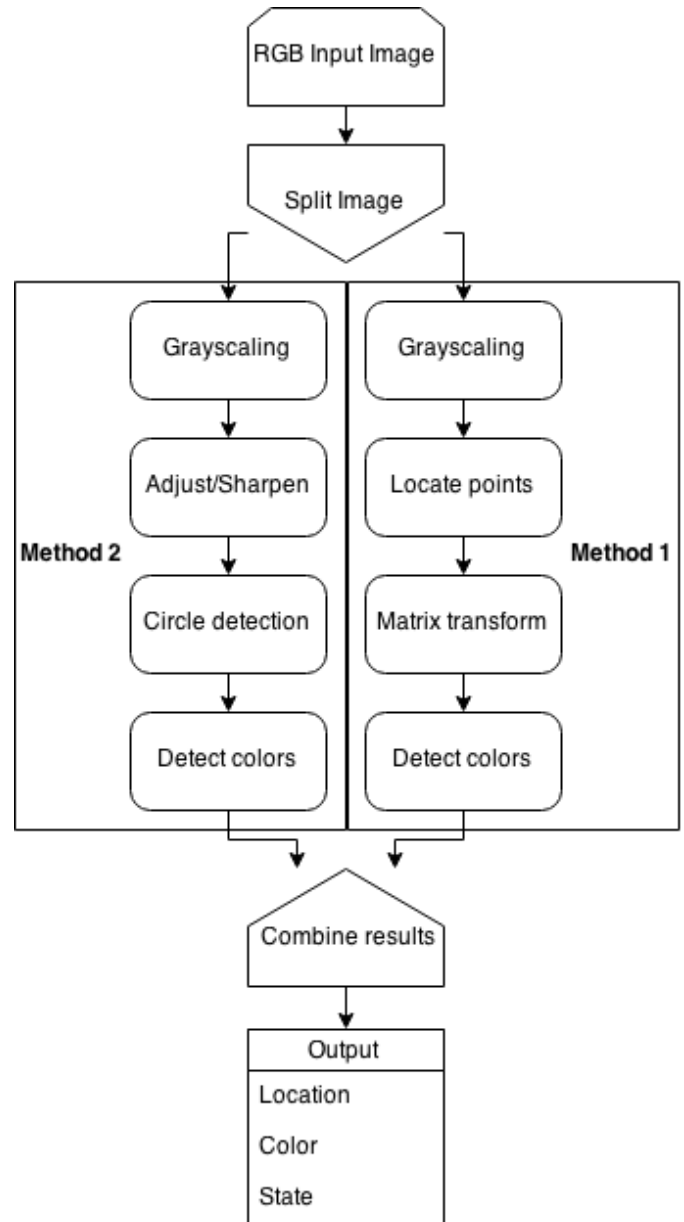 RGB Input Image
Split Image
Grayscaling
Grayscaling
Adjust/Sharpen
Locate points
Method 2
Method 1
Circle detection
Matrix transform
Detect colors
Detect colors
Combine results
Output
Location
Color
State